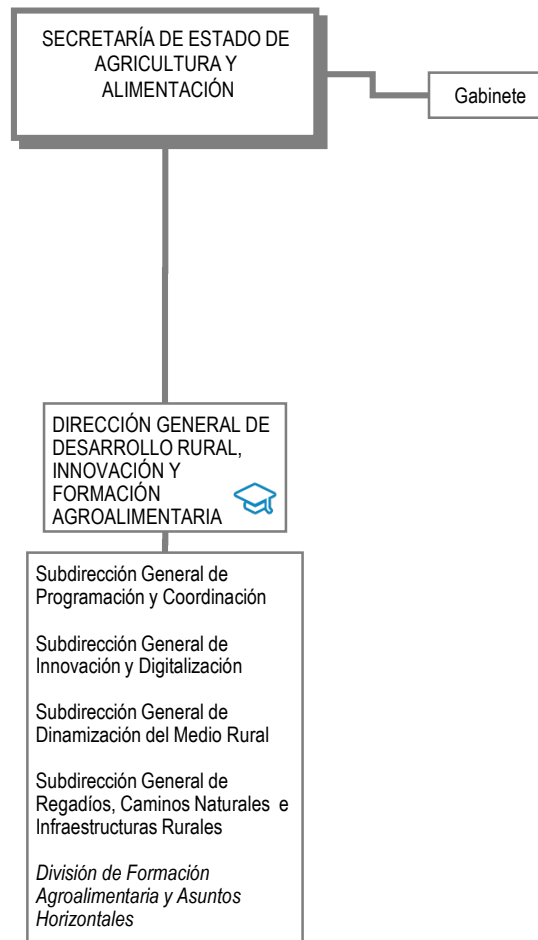 SECRETARÍA DE ESTADO DE
AGRICULTURA Y
ALIMENTACIÓN
Gabinete
DIRECCIÓN GENERAL DE
DESARROLLO RURAL,
INNOVACIÓN Y
FORMACIÓN
AGROALIMENTARIA
Subdirección General de
Programación y Coordinación
Subdirección General de
Innovación y Digitalización
Subdirección General de
Dinamización del Medio Rural
Subdirección General de
Regadíos, Caminos Naturales e
Infraestructuras Rurales
División de Formación
Agroalimentaria y Asuntos
Horizontales